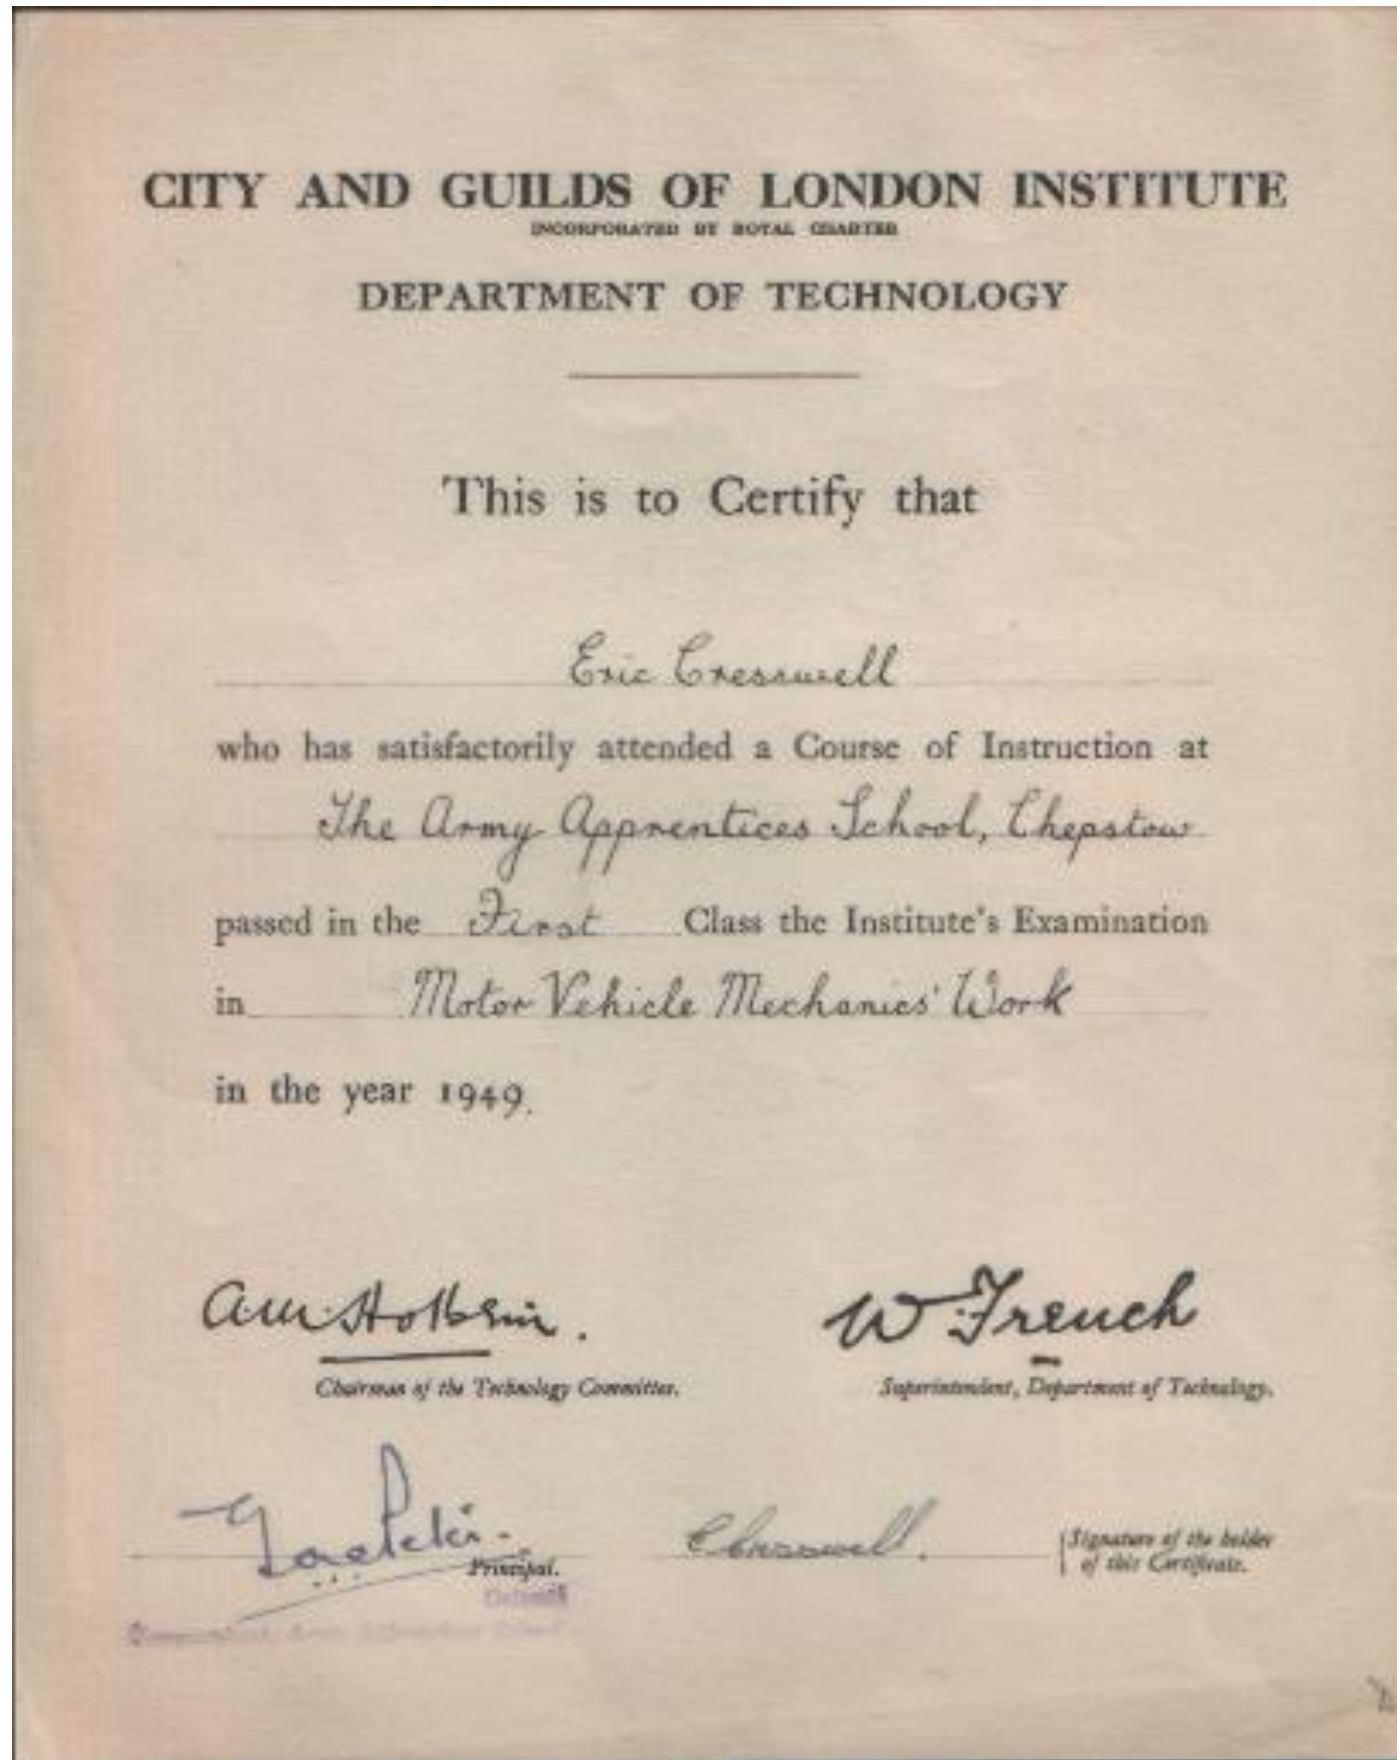 CITY AND GUILDS OF LONDON INSTITUTE
INCORPORATED BY ROYAL CHARTER
DEPARTMENT OF TECHNOLOGY
This is to Certify that
Eric Cresswell
who has satisfactorily attended a Course of Instruction at
The Army Apprentices School, Chepstow
passed in the First Class the Institute's Examination
in Motor Vehicle Mechanics' Work
in the year 1949.
W. French
Chairman of the Technology Committee. Superintendent, Department of Technology.
E Cresswell. Signature of the holder
of this Certificate.
Principal.
Colonel